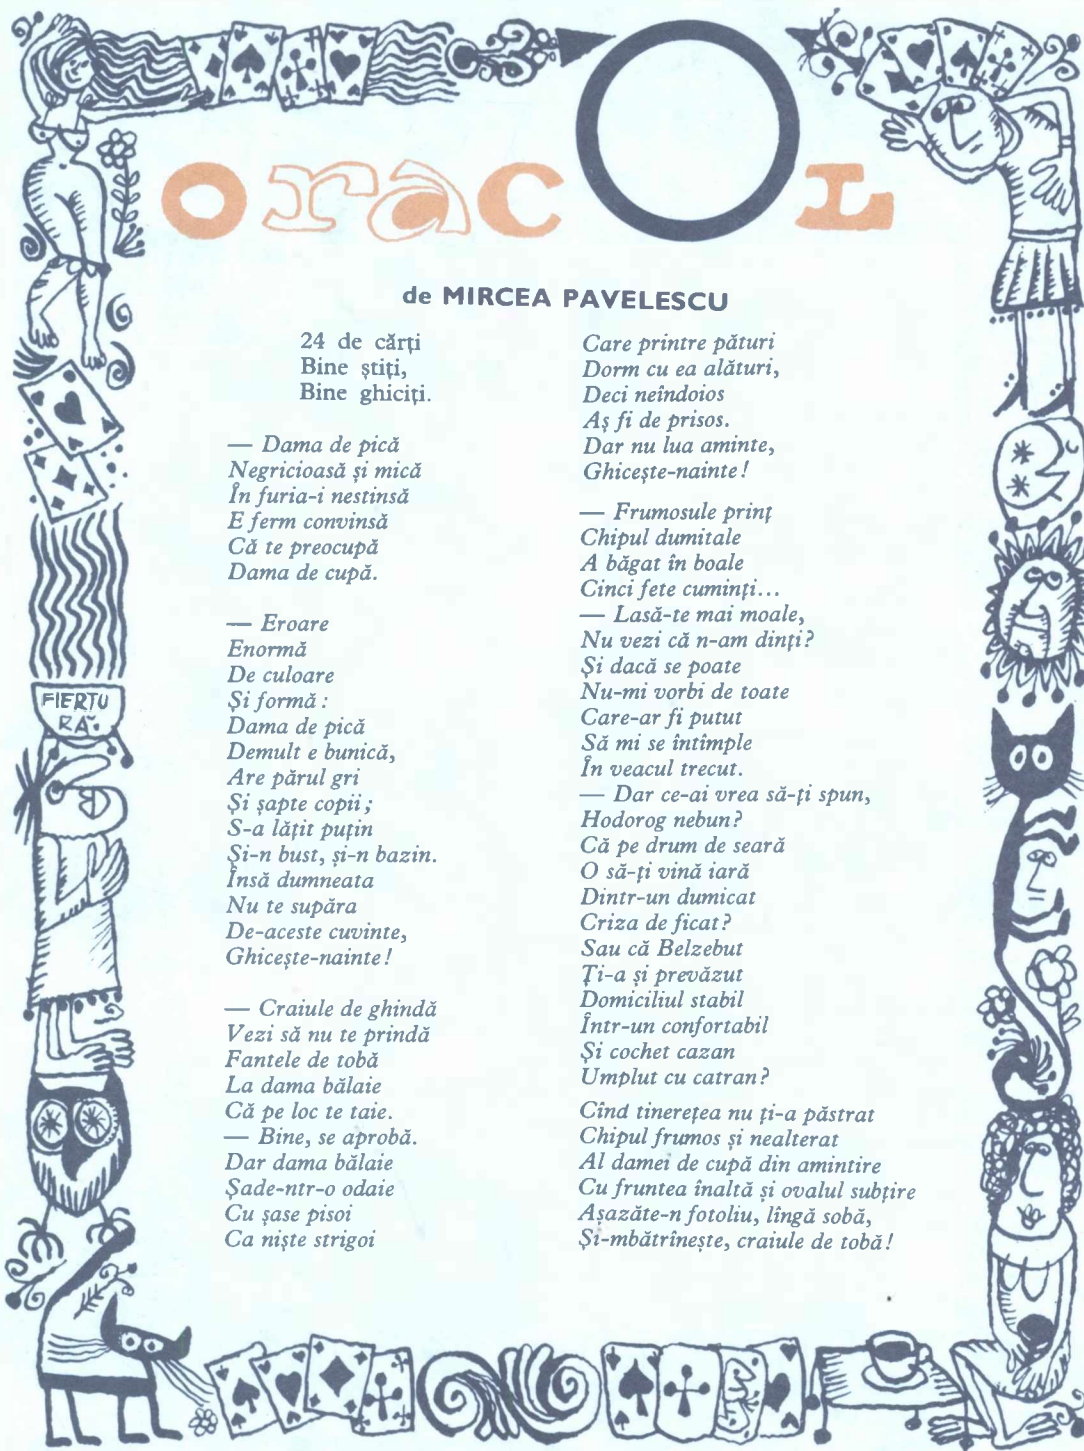 oracOL
de MIRCEA PAVELESCU
24 de cărți
Bine știți,
Bine ghiciți.
— Dama de pică
Negricioasă și mică
În furia-i nestinsă
E ferm convinsă
Că te preocupă
Dama de cupă.
— Eroare
Enormă
De culoare
Și formă :
Dama de pică
Demult e bunică,
Are părul gri
Și șapte copii ;
S-a lățit puțin
Și-n bust, și-n bazin.
Însă dumneata
Nu te supăra
De-aceste cuvinte,
Ghicește-nainte !
— Craiule de ghindă
Vezi să nu te prindă
Fantele de tobă
La dama bălaie
Că pe loc te taie.
— Bine, se aprobă.
Dar dama bălaie
Șade-ntr-o odaie
Cu șase pisoi
Ca niște strigoi
Care printre pături
Dorm cu ea alături,
Deci neîndoios
Aș fi de prisos.
Dar nu lua aminte,
Ghicește-nainte !
— Frumosule prinț
Chipul dumitale
A băgat în boale
Cinci fete cuminți...
— Lasă-te mai moale,
Nu vezi că n-am dinți?
Și dacă se poate
Nu-mi vorbi de toate
Care-ar fi putut
Să mi se întîmple
În veacul trecut.
— Dar ce-ai vrea să-ți spun,
Hodorog nebun?
Că pe drum de seară
O să-ți vină iară
Dintr-un dumicat
Criza de ficat?
Sau că Belzebut
Ți-a și prevăzut
Domiciliul stabil
Într-un confortabil
Și cochet cazan
Umplut cu catran?
Cînd tinerețea nu ți-a păstrat
Chipul frumos și nealterat
Al damei de cupă din amintire
Cu fruntea înaltă și ovalul subțire
Așazăte-n fotoliu, lîngă sobă,
Și-mbătrînește, craiule de tobă !
FIERTU
RĂ.